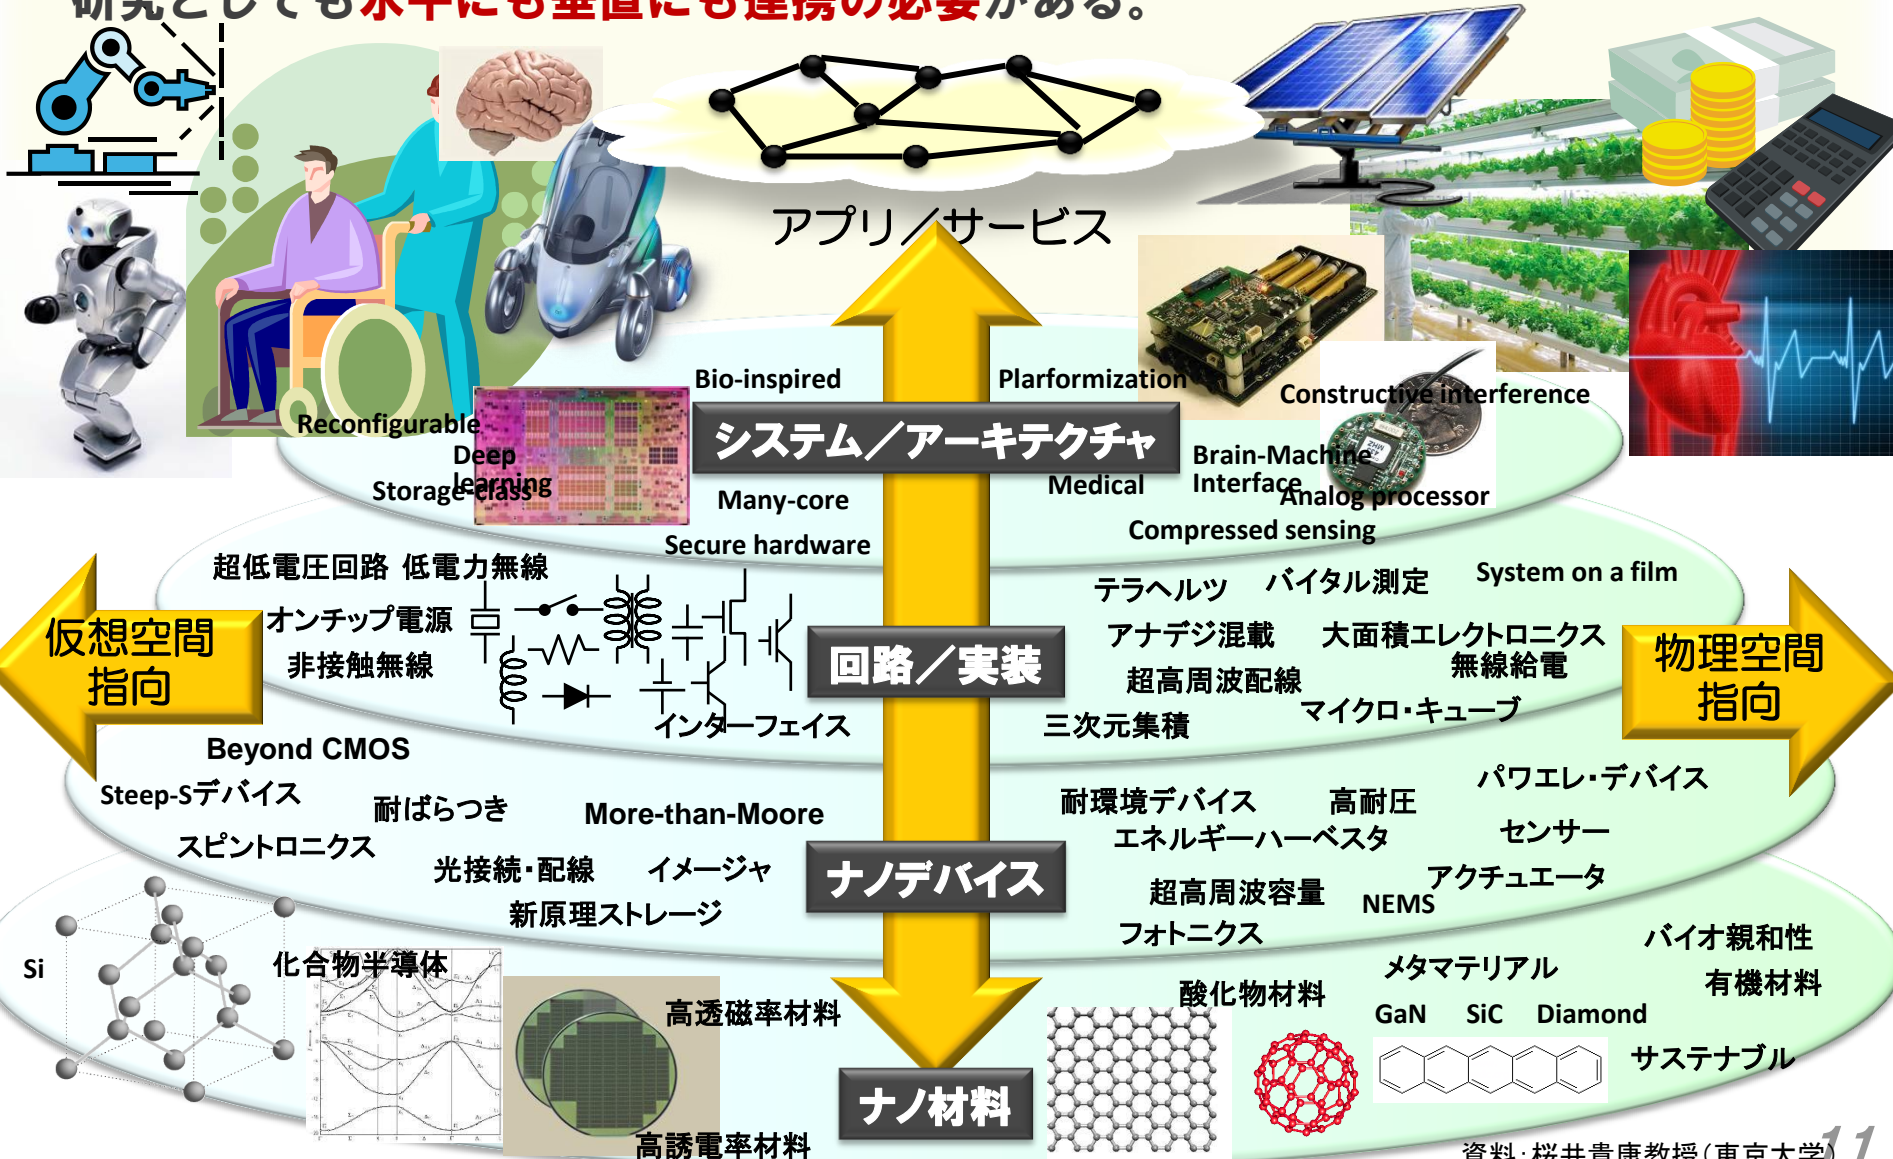 研究としても水平にも垂直にも連携の必要がある。
アプリ／サービス
Bio-inspired
Plarformization
Constructive interference
Reconfigurable
システム／アーキテクチャ
Deep
learning
Brain-Machine
Interface
Storage-class
Many-core
Medical
Analog processor
Compressed sensing
Secure hardware
超低電圧回路 低電力無線
テラヘルツ
バイタル測定
System on a film
オンチップ電源
アナデジ混載
大面積エレクトロニクス
仮想空間
指向
非接触無線
回路／実装
無線給電
物理空間
指向
超高周波配線
インターフェイス
三次元集積
マイクロ・キューブ
Beyond CMOS
Steep-Sデバイス
耐ばらつき
More-than-Moore
耐環境デバイス
高耐圧
パワエレ・デバイス
スピントロニクス
エネルギーハーベスタ
センサー
光接続・配線
イメージャ
ナノデバイス
超高周波容量
NEMS
アクチュエータ
新原理ストレージ
フォトニクス
バイオ親和性
Si
化合物半導体
メタマテリアル
有機材料
高透磁率材料
酸化物材料
GaN SiC Diamond
サステナブル
ナノ材料
高誘電率材料
資料：桜井貴康教授（東京大学）
11